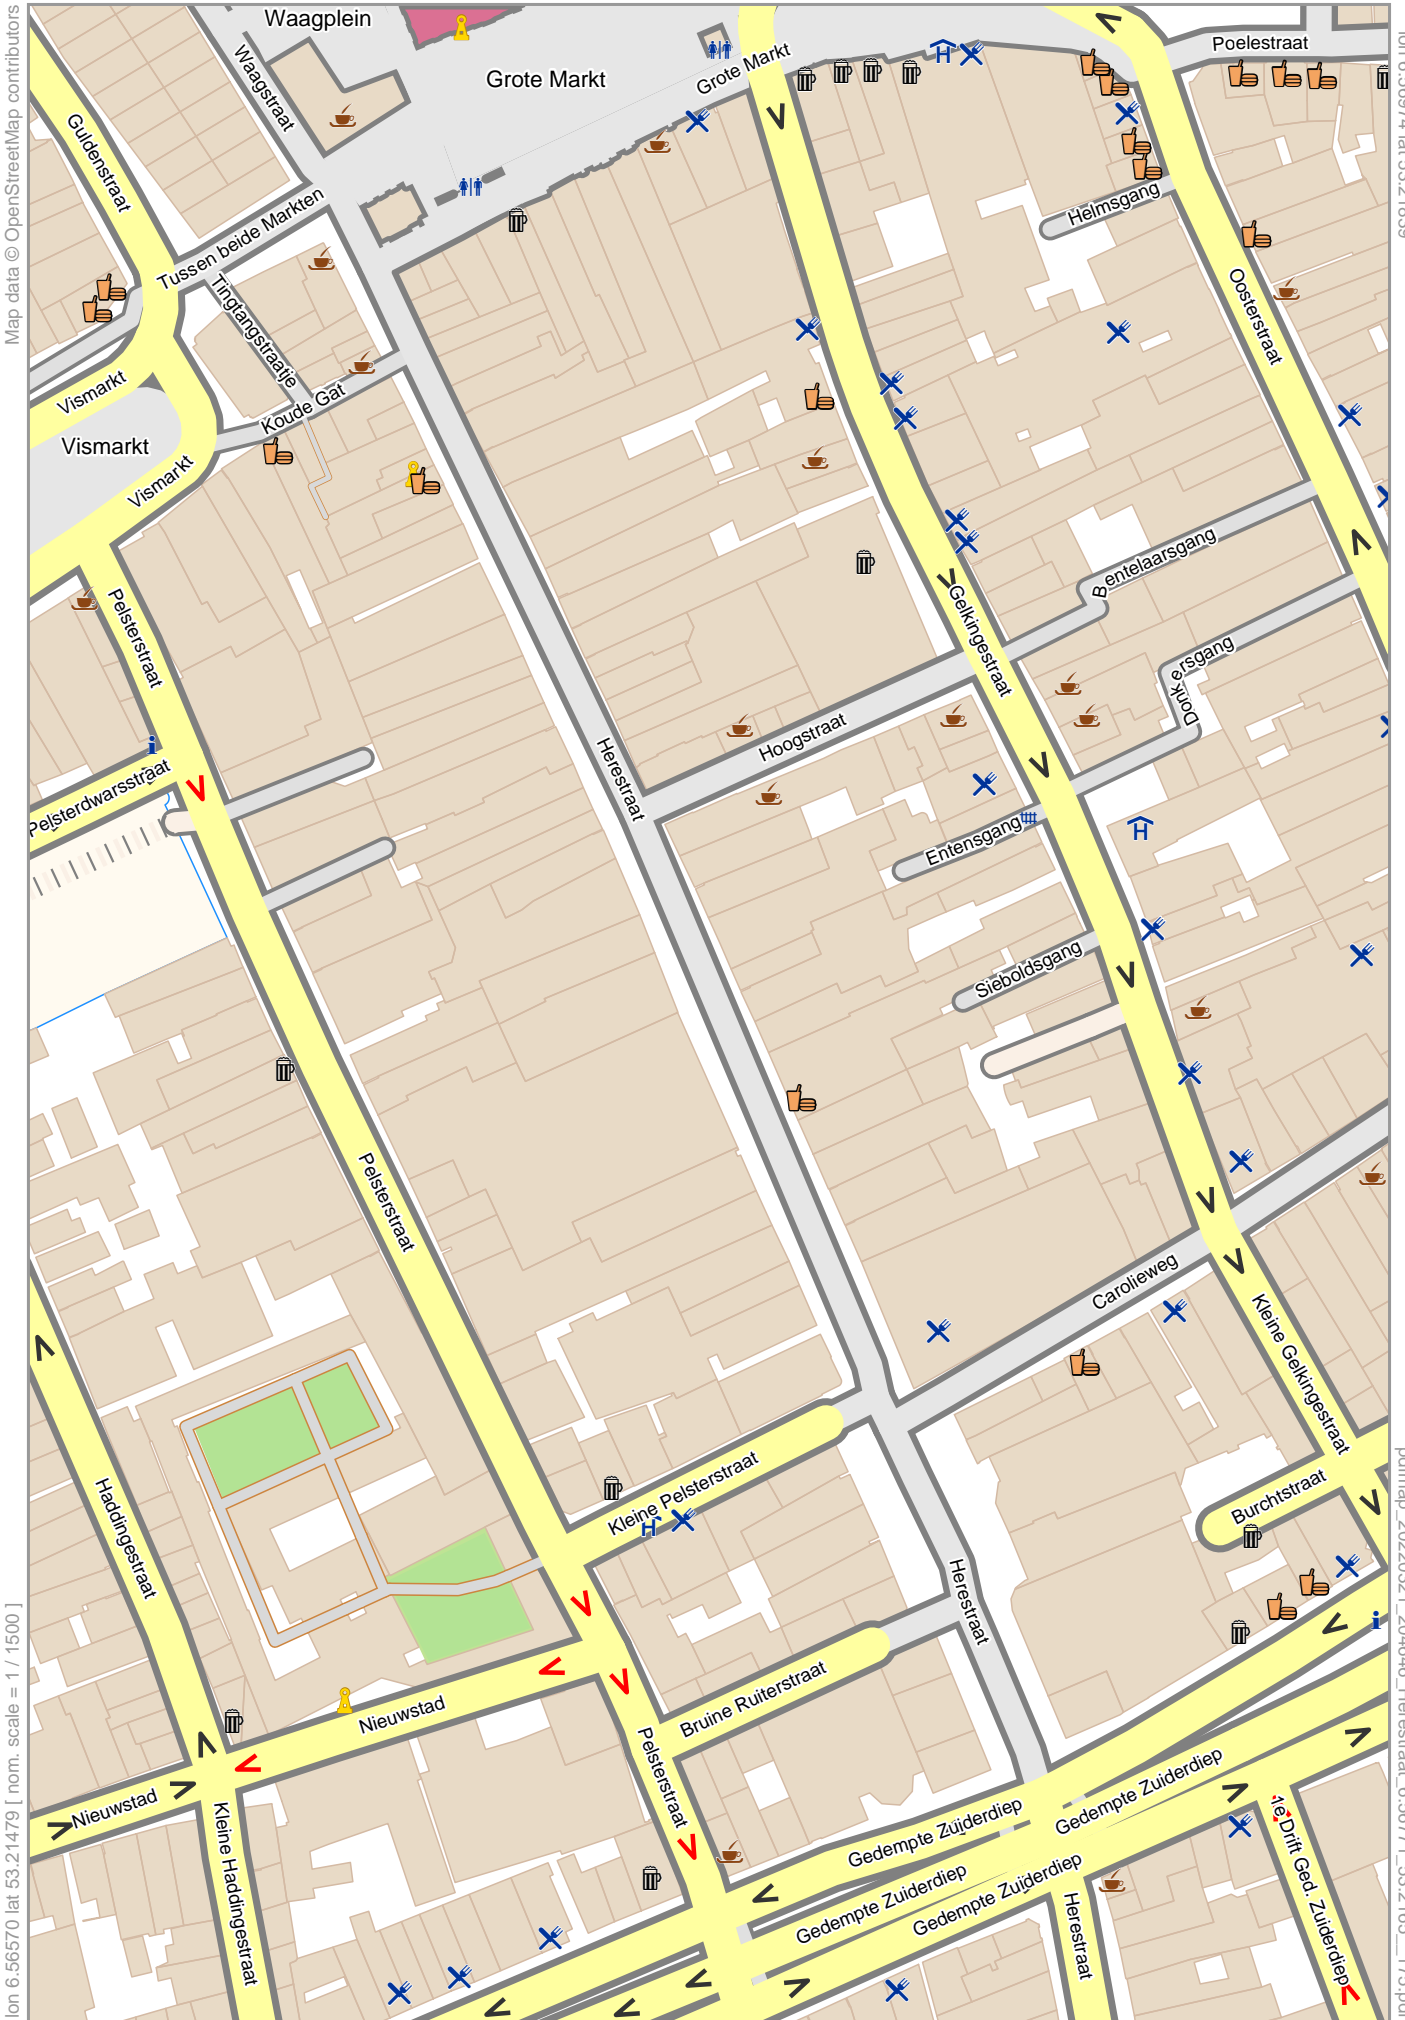 Waagplein
Grote Markt
Grote Markt
Waagstraat
Poelestraat
Guldenstraat
Helmsgang
Tussen beide Markten
Tingtangstraatje
Oosterstraat
Vismarkt
Koude Gat
Vismarkt
Vismarkt
Bentelaarsgang
Pelsterstraat
Gelkingestraat
Donkersgang
Hoogstraat
Herestraat
Pelsterdwarsstraat
Entensgang
Sieboldsgang
Pelsterstraat
Carolieweg
Kleine Gelkingestraat
Haddingestraat
Kleine Pelsterstraat
Burchtstraat
Herestraat
Bruine Ruiterstraat
Nieuwstad
Pelsterstraat
Nieuwstad
Gedempte Zuiderdiep
Gedempte Zuiderdiep
Gedempte Zuiderdiep
Gedempte Zuiderdiep
Kleine Haddingestraat
Herestraat
1e Drift Ged. Zuiderdiep
Map data © OpenStreetMap contributors
lon 6.56570 lat 53.21479 [ nom. scale = 1 / 1500 ]